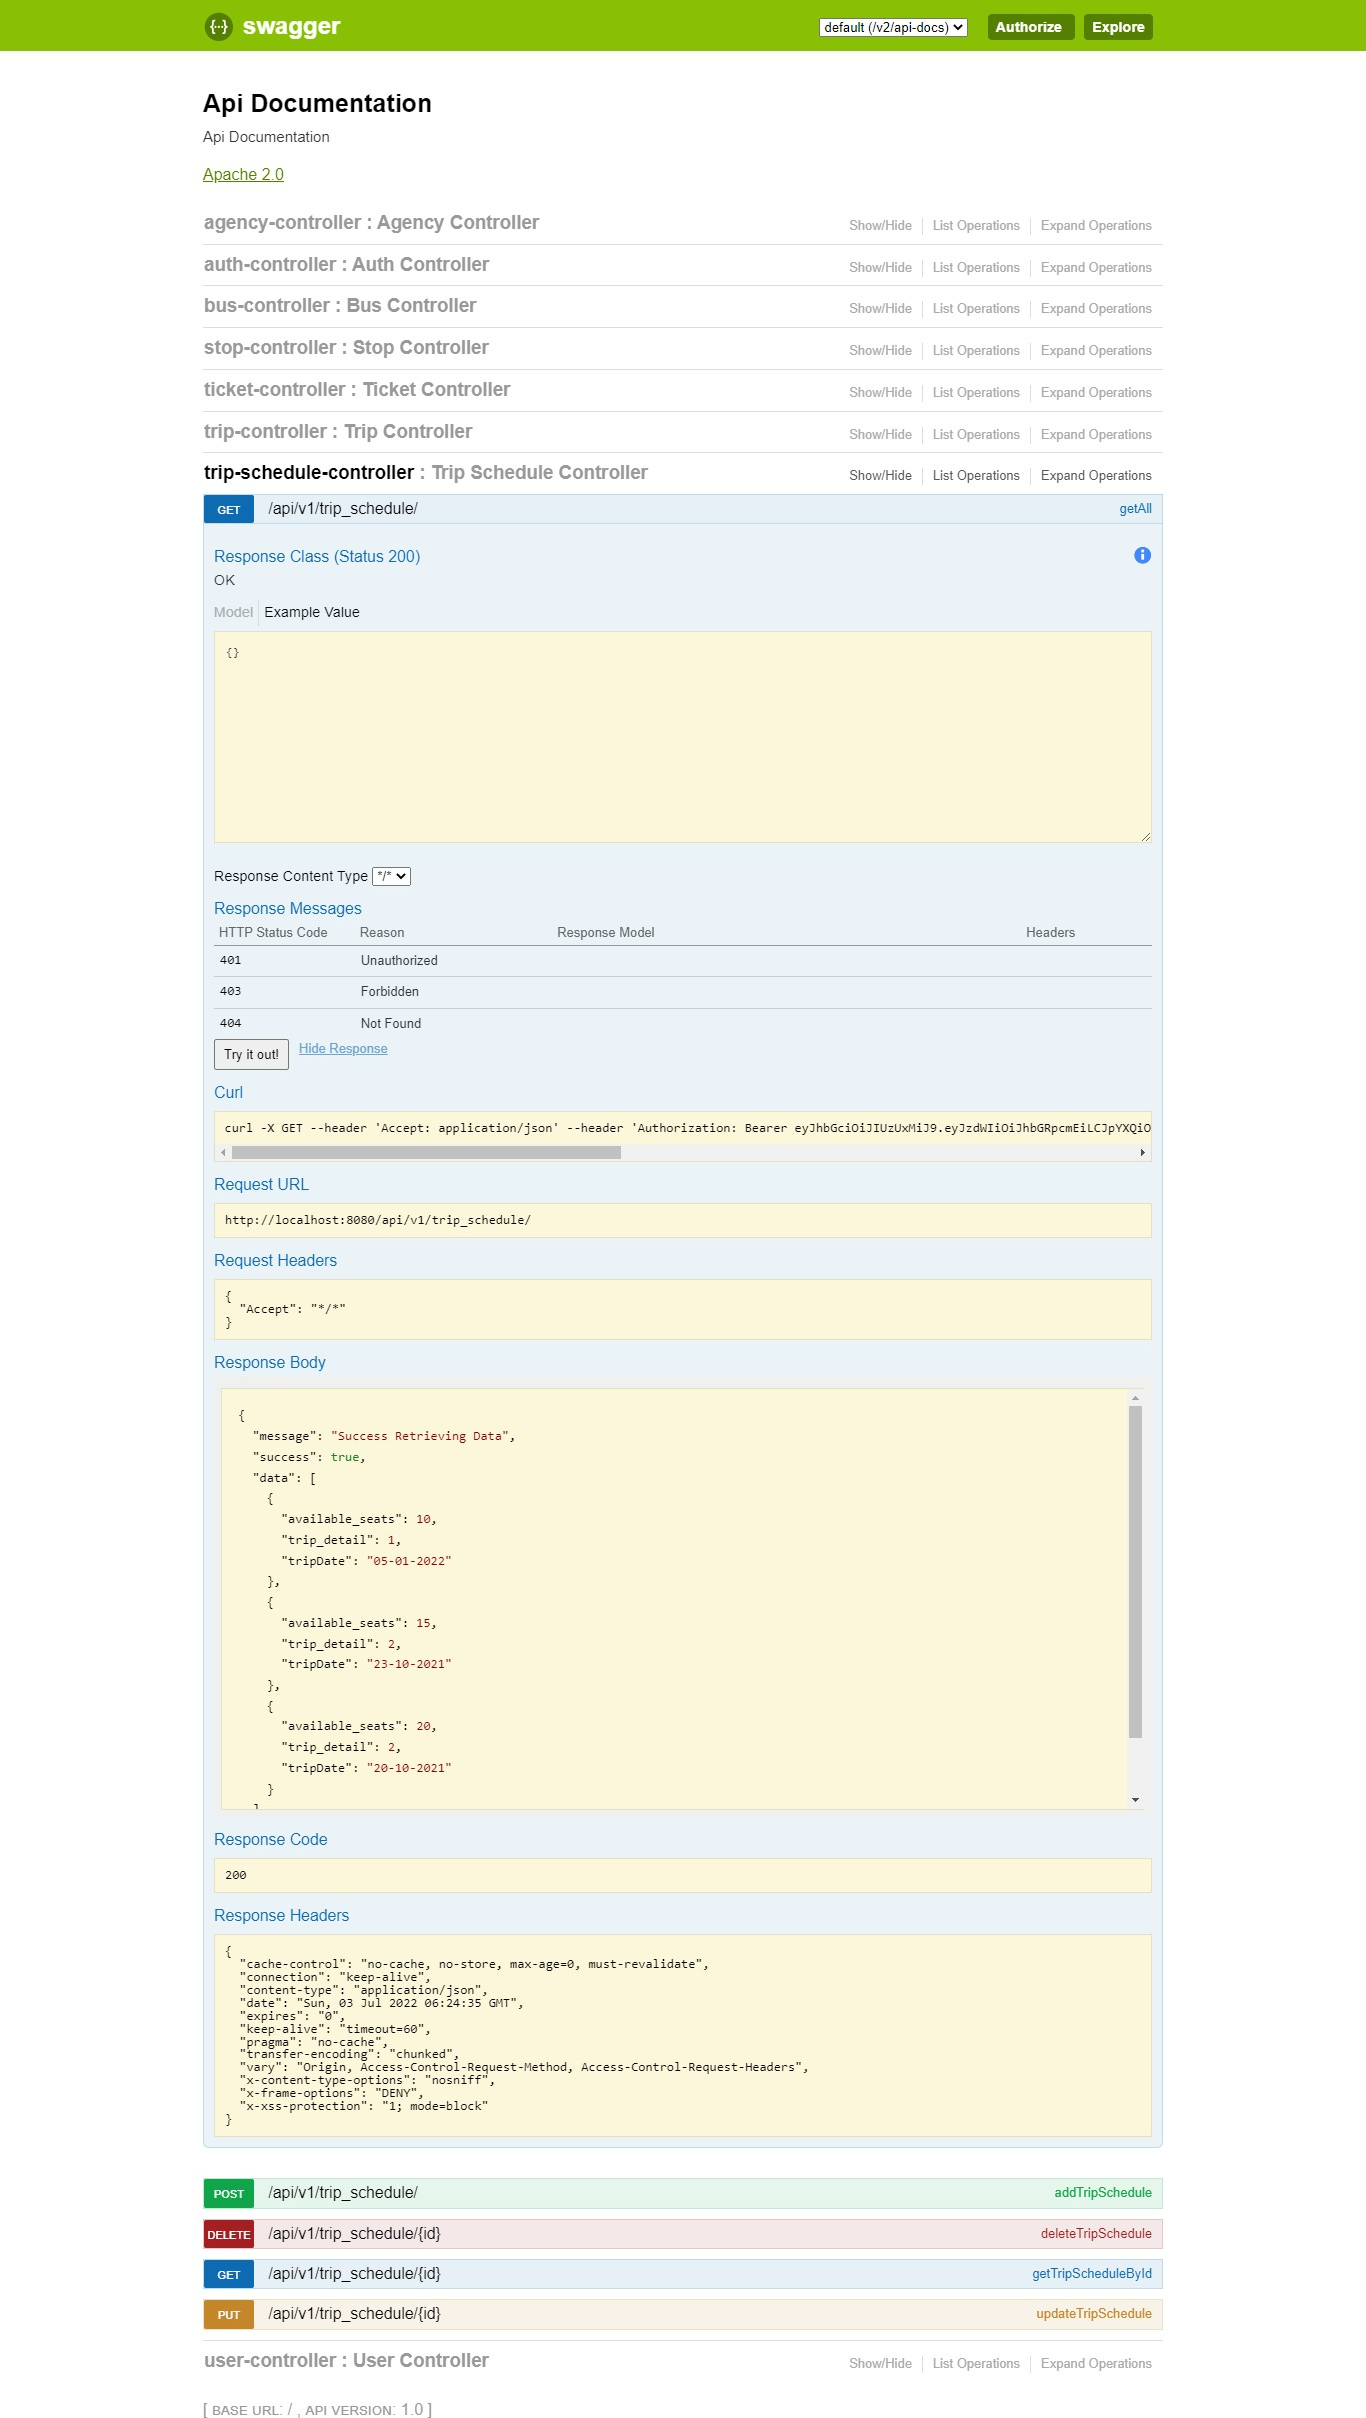 swagger
default (/v2/api-docs)
Authorize
Explore
Api Documentation
Api Documentation
Apache 2.0
agency-controller : Agency Controller Show/Hide List Operations Expand Operations
auth-controller : Auth Controller Show/Hide List Operations Expand Operations
bus-controller : Bus Controller Show/Hide List Operations Expand Operations
stop-controller : Stop Controller Show/Hide List Operations Expand Operations
ticket-controller : Ticket Controller Show/Hide List Operations Expand Operations
trip-controller : Trip Controller Show/Hide List Operations Expand Operations
trip-schedule-controller : Trip Schedule Controller Show/Hide List Operations Expand Operations
GET /api/v1/trip_schedule/ getAll
Response Class (Status 200)
OK
Model Example Value
{}
Response Content Type */*
Response Messages
HTTP Status Code Reason Response Model Headers
401 Unauthorized
403 Forbidden
404 Not Found
Try it out! Hide Response
Curl
curl -X GET --header 'Accept: application/json' --header 'Authorization: Bearer eyJhbGciOiJIUzUxMiJ9.eyJzdWIiOiJhbGRpcmEiLCJpYXQiO
Request URL
http://localhost:8080/api/v1/trip_schedule/
Request Headers
{
"Accept": "*/*"
}
Response Body
{
"message": "Success Retrieving Data",
"success": true,
"data": [
{
"available_seats": 10,
"trip_detail": 1,
"tripDate": "05-01-2022"
},
{
"available_seats": 15,
"trip_detail": 2,
"tripDate": "23-10-2021"
},
{
"available_seats": 20,
"trip_detail": 2,
"tripDate": "20-10-2021"
}
]
Response Code
200
Response Headers
{
"cache-control": "no-cache, no-store, max-age=0, must-revalidate",
"connection": "keep-alive",
"content-type": "application/json",
"date": "Sun, 03 Jul 2022 06:24:35 GMT",
"expires": "0",
"keep-alive": "timeout=60",
"pragma": "no-cache",
"transfer-encoding": "chunked",
"vary": "Origin, Access-Control-Request-Method, Access-Control-Request-Headers",
"x-content-type-options": "nosniff",
"x-frame-options": "DENY",
"x-xss-protection": "1; mode=block"
}
POST /api/v1/trip_schedule/ addTripSchedule
DELETE /api/v1/trip_schedule/{id} deleteTripSchedule
GET /api/v1/trip_schedule/{id} getTripScheduleById
PUT /api/v1/trip_schedule/{id} updateTripSchedule
user-controller : User Controller Show/Hide List Operations Expand Operations
[ BASE URL: / , API VERSION: 1.0 ]